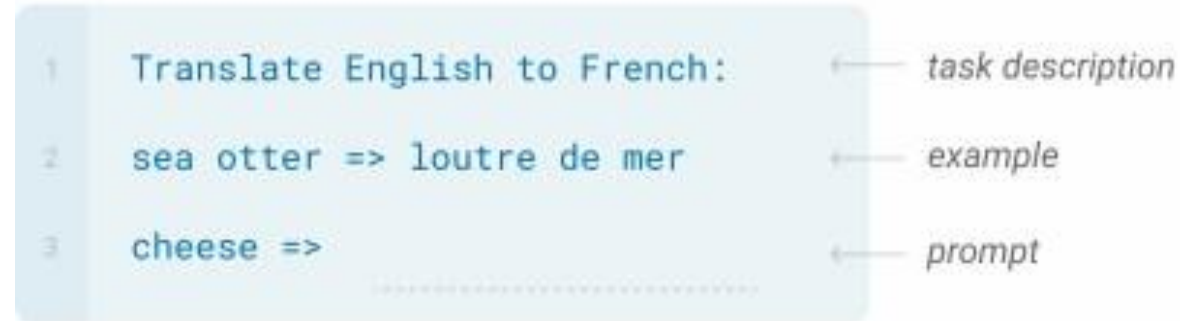 1 Translate English to French: ← task description
2 sea otter => loutre de mer ← example
3 cheese => ← prompt